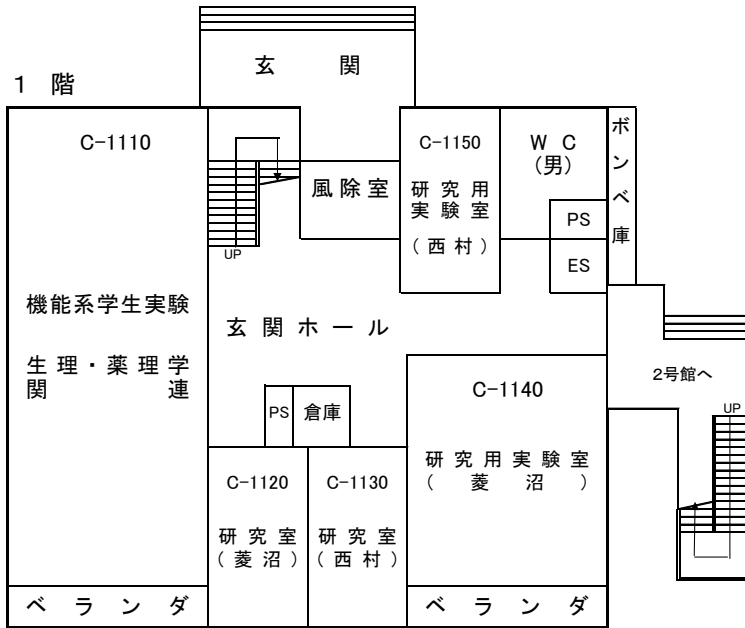 1 階
玄 関
C-1110
機能系学生実験
生理・薬理学
関 連
ベ ラ ン ダ
UP
風除室
C-1150
研究用
実験室
(西村)
W C
(男)
PS
ES
ボンベ庫
玄関ホール
2号館へ
UP
PS
倉庫
C-1120
研究室
(菱沼)
C-1130
研究室
(西村)
C-1140
研究用実験室
( 菱 沼 )
ベ ラ ン ダ